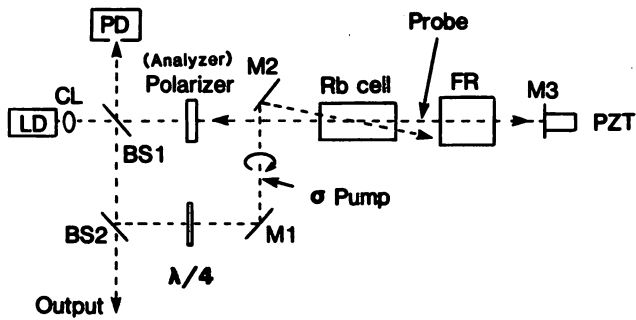 PD
Probe
(Analyzer)
Polarizer
M2
Rb cell
FR
M3
CL
LD
PZT
BS1
σ Pump
BS2
M1
λ/4
Output